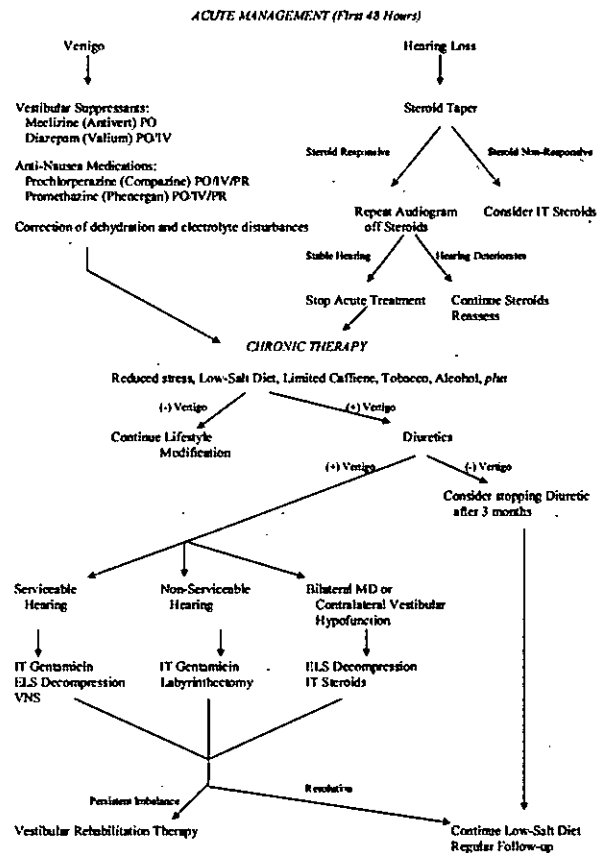 ACUTE MANAGEMENT (First 48 Hours)
Vertigo
Hearing Loss
Vestibular Suppressants:
Meclizine (Antivert) PO
Diazepam (Valium) PO/IV
Anti-Nausea Medications:
Prochlorperazine (Compazine) PO/IV/PR
Promethazine (Phenergan) PO/IV/PR
Correction of dehydration and electrolyte disturbances
Steroid Taper
Steroid Responsive
Steroid Non-Responsive
Repeat Audiogram
off Steroids
Consider IT Steroids
Stable Hearing
Hearing Deteriorates
Stop Acute Treatment
Continue Steroids
Reassess
CHRONIC THERAPY
Reduced stress, Low-Salt Diet, Limited Caffiene, Tobacco, Alcohol, plus
(-) Vertigo
(+) Vertigo
Continue Lifestyle
Modification
Diuretics
(+) Vertigo
(-) Vertigo
Consider stopping Diuretic
after 3 months
Serviceable
Hearing
Non-Serviceable
Hearing
Bilateral MD or
Contralateral Vestibular
Hypofunction
IT Gentamicin
ELS Decompression
VNS
IT Gentamicin
Labyrinthectomy
ELS Decompression
IT Steroids
Persistent Imbalance
Resolution
Vestibular Rehabilitation Therapy
Continue Low-Salt Diet
Regular Follow-up